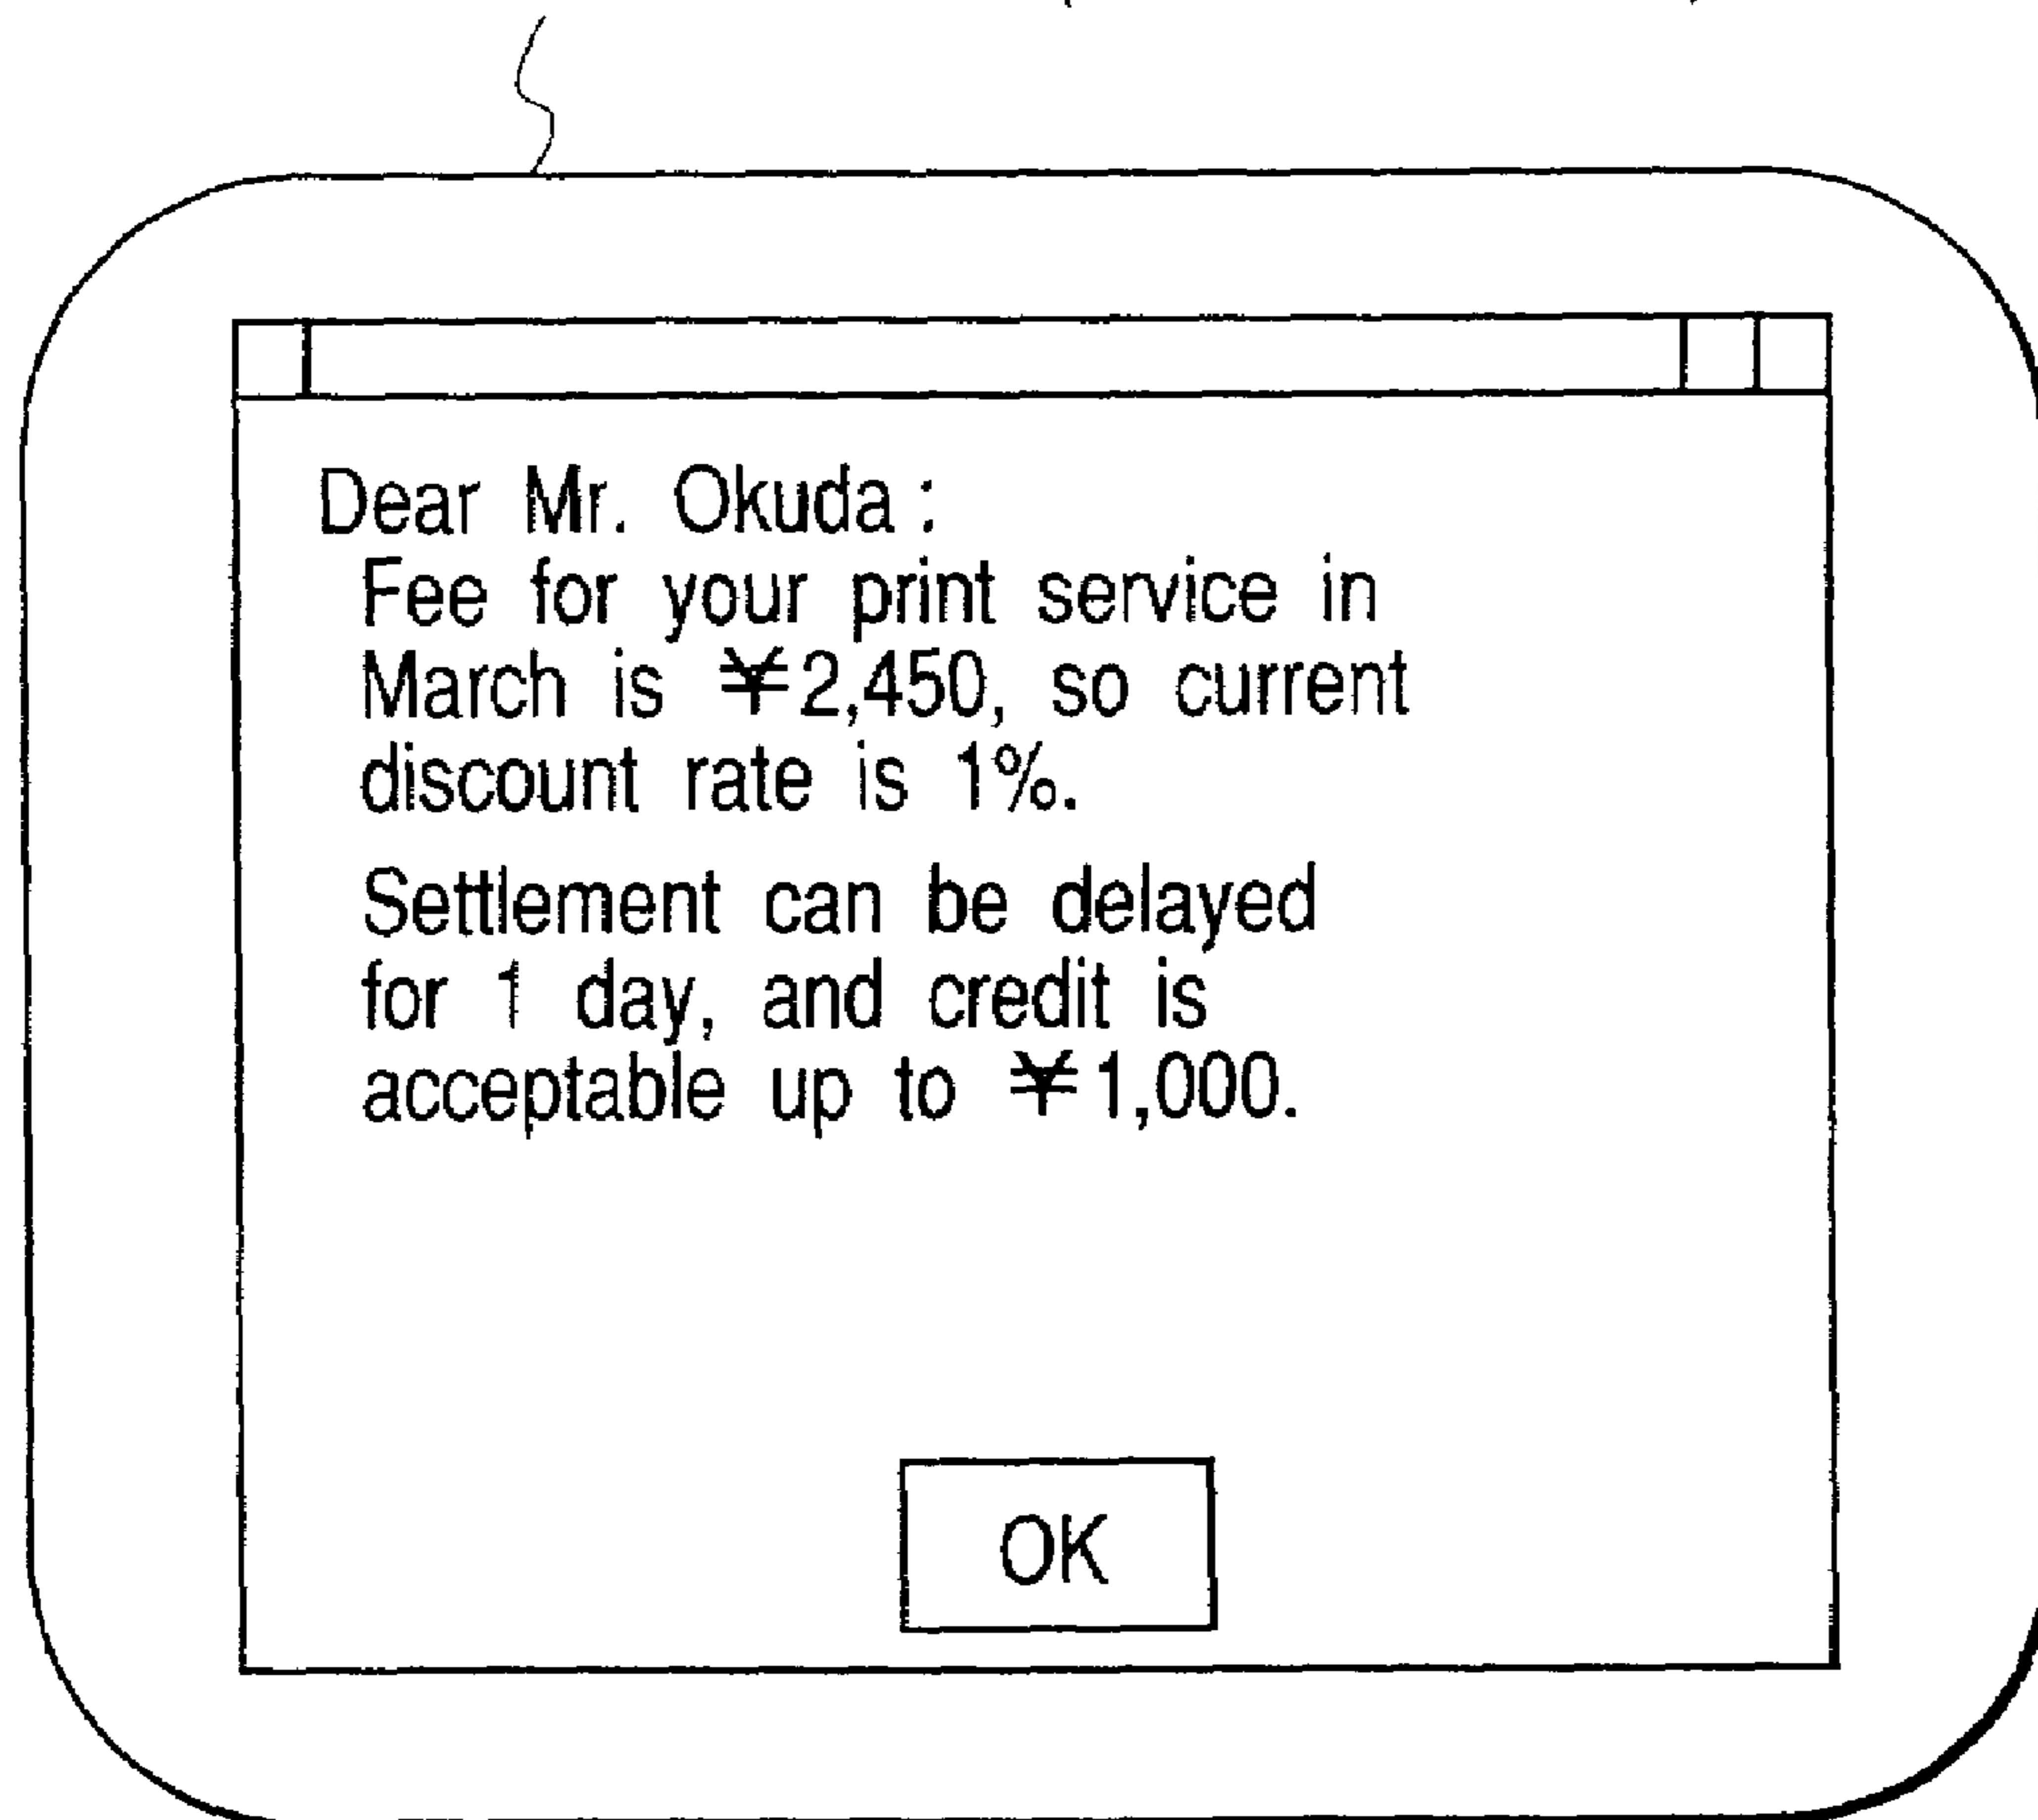 Dear Mr. Okuda :
Fee for your print service in
March is ¥2,450, so current
discount rate is 1%.
Settlement can be delayed
for 1 day, and credit is
acceptable up to ¥1,000.
OK